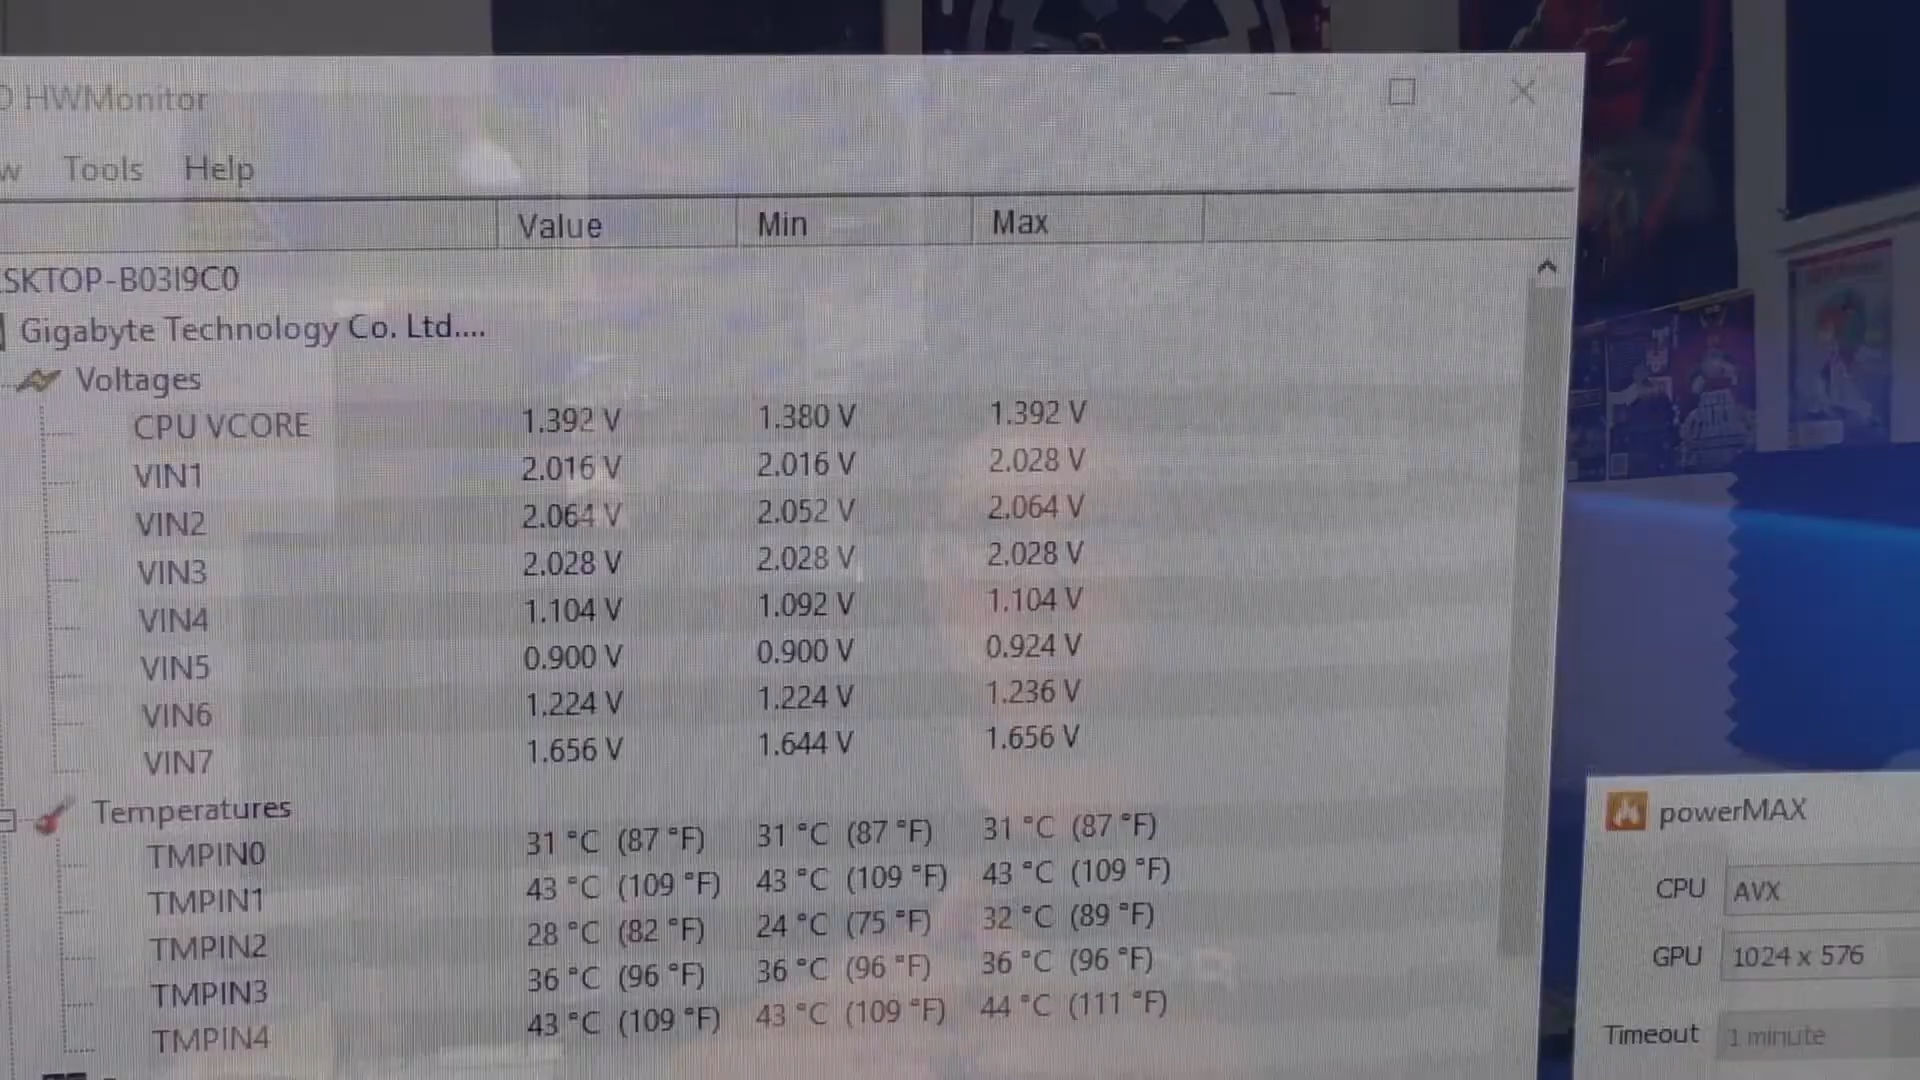 HWMonitor
w Tools Help
Value Min Max
SKTOP-B03I9C0
Gigabyte Technology Co. Ltd....
Voltages
CPU VCORE 1.392 V 1.380 V 1.392 V
VIN1 2.016 V 2.016 V 2.028 V
VIN2 2.064 V 2.052 V 2.064 V
VIN3 2.028 V 2.028 V 2.028 V
VIN4 1.104 V 1.092 V 1.104 V
VIN5 0.900 V 0.900 V 0.924 V
VIN6 1.224 V 1.224 V 1.236 V
VIN7 1.656 V 1.644 V 1.656 V
Temperatures
TMPIN0 31 °C (87 °F) 31 °C (87 °F) 31 °C (87 °F)
TMPIN1 43 °C (109 °F) 43 °C (109 °F) 43 °C (109 °F)
TMPIN2 28 °C (82 °F) 24 °C (75 °F) 32 °C (89 °F)
TMPIN3 36 °C (96 °F) 36 °C (96 °F) 36 °C (96 °F)
TMPIN4 43 °C (109 °F) 43 °C (109 °F) 44 °C (111 °F)
powerMAX
CPU AVX
GPU 1024 x 576
Timeout 1 minute